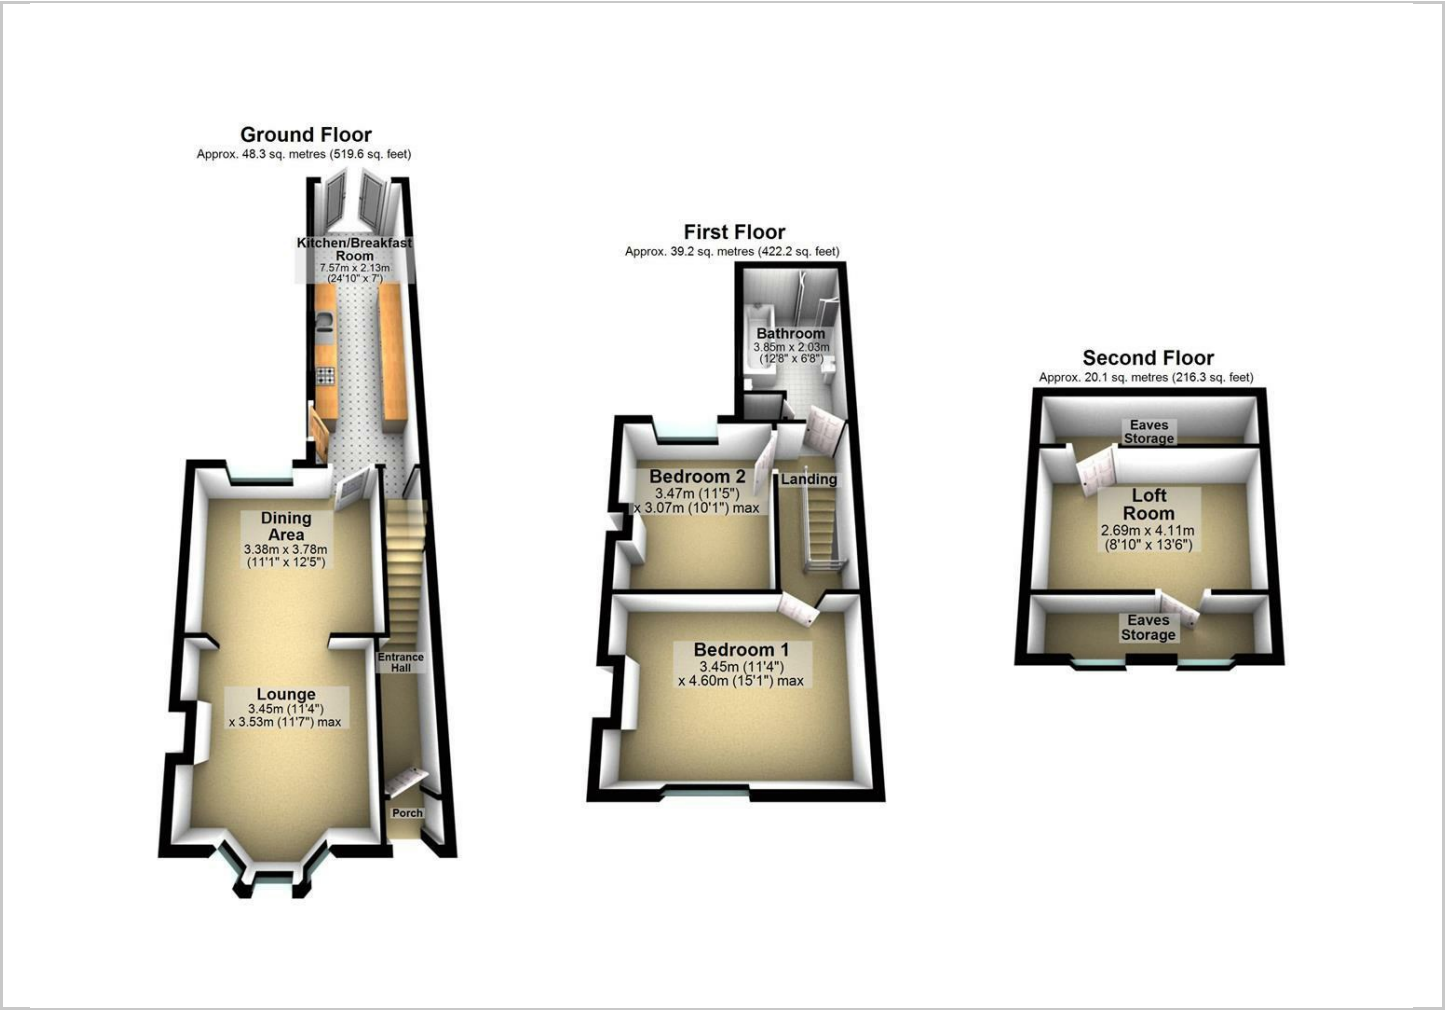 Ground Floor
Approx. 48.3 sq. metres (519.6 sq. feet)
Kitchen/Breakfast
Room
7.57m x 2.13m
(24'10" x 7')
Dining
Area
3.38m x 3.78m
(11'1" x 12'5")
Entrance
Hall
Lounge
3.45m (11'4")
x 3.53m (11'7") max
Porch
First Floor
Approx. 39.2 sq. metres (422.2 sq. feet)
Bathroom
3.85m x 2.03m
(12'8" x 6'8")
Bedroom 2
3.47m (11'5")
x 3.07m (10'1") max
Landing
Bedroom 1
3.45m (11'4")
x 4.60m (15'1") max
Second Floor
Approx. 20.1 sq. metres (216.3 sq. feet)
Eaves
Storage
Loft
Room
2.69m x 4.11m
(8'10" x 13'6")
Eaves
Storage